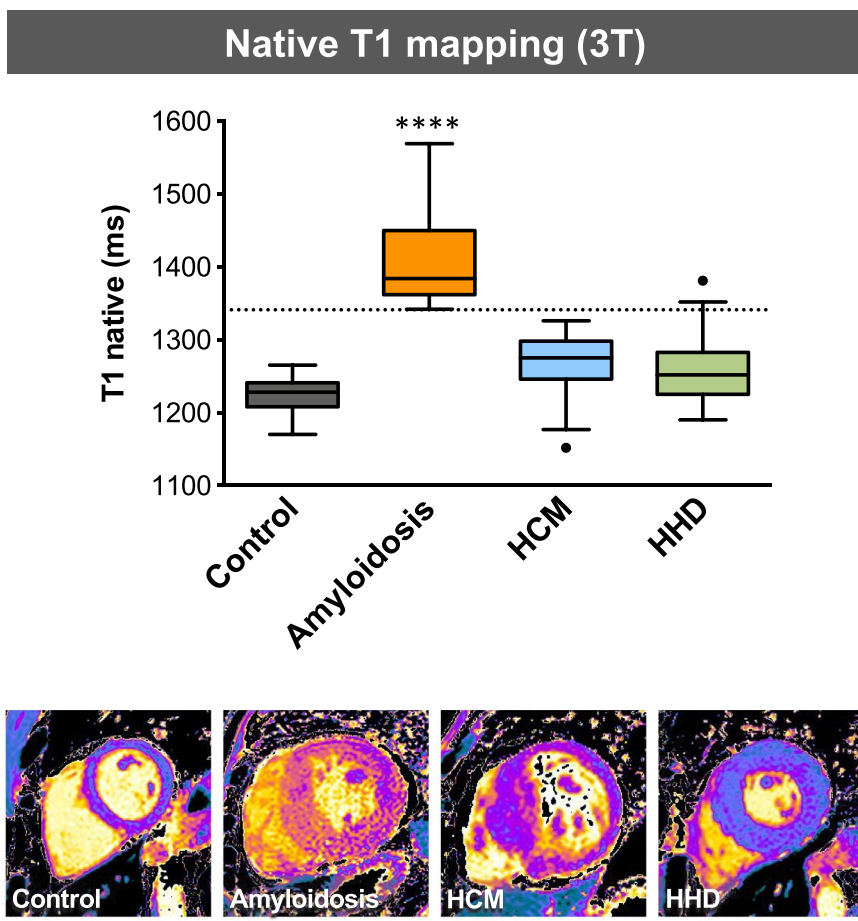 Native T1 mapping (3T)
****
1600
1500
1400
1300
1200
1100
T1 native (ms)
Control
Amyloidosis
HCM
HHD
Control
Amyloidosis
HCM
HHD